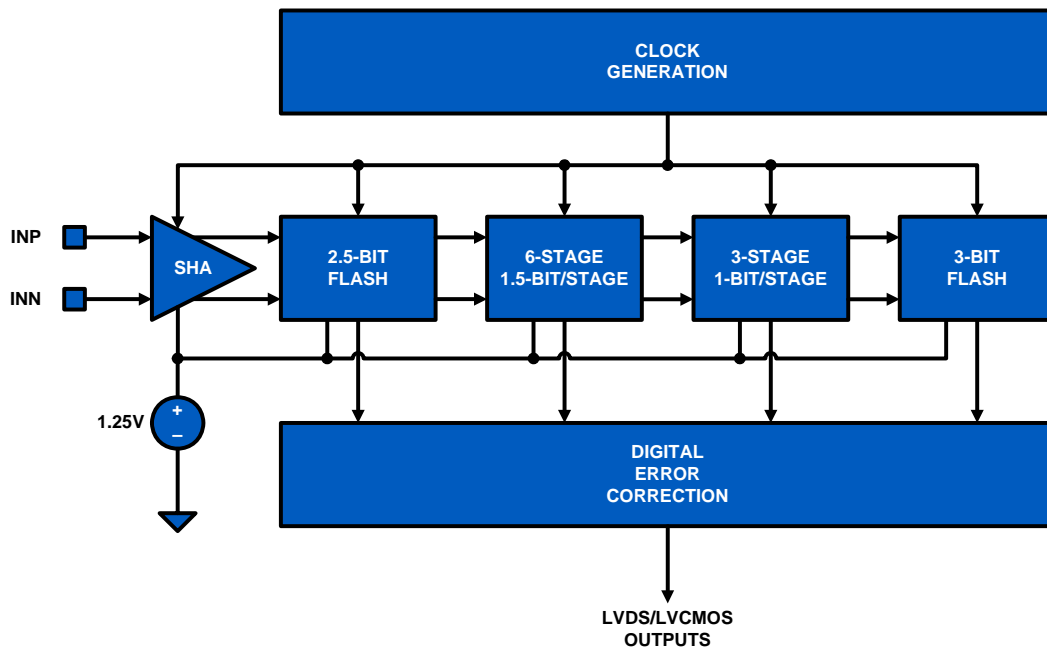 CLOCK
GENERATION
INP
INN
SHA
2.5-BIT
FLASH
6-STAGE
1.5-BIT/STAGE
3-STAGE
1-BIT/STAGE
3-BIT
FLASH
1.25V
+
–
DIGITAL
ERROR
CORRECTION
LVDS/LVCMOS
OUTPUTS